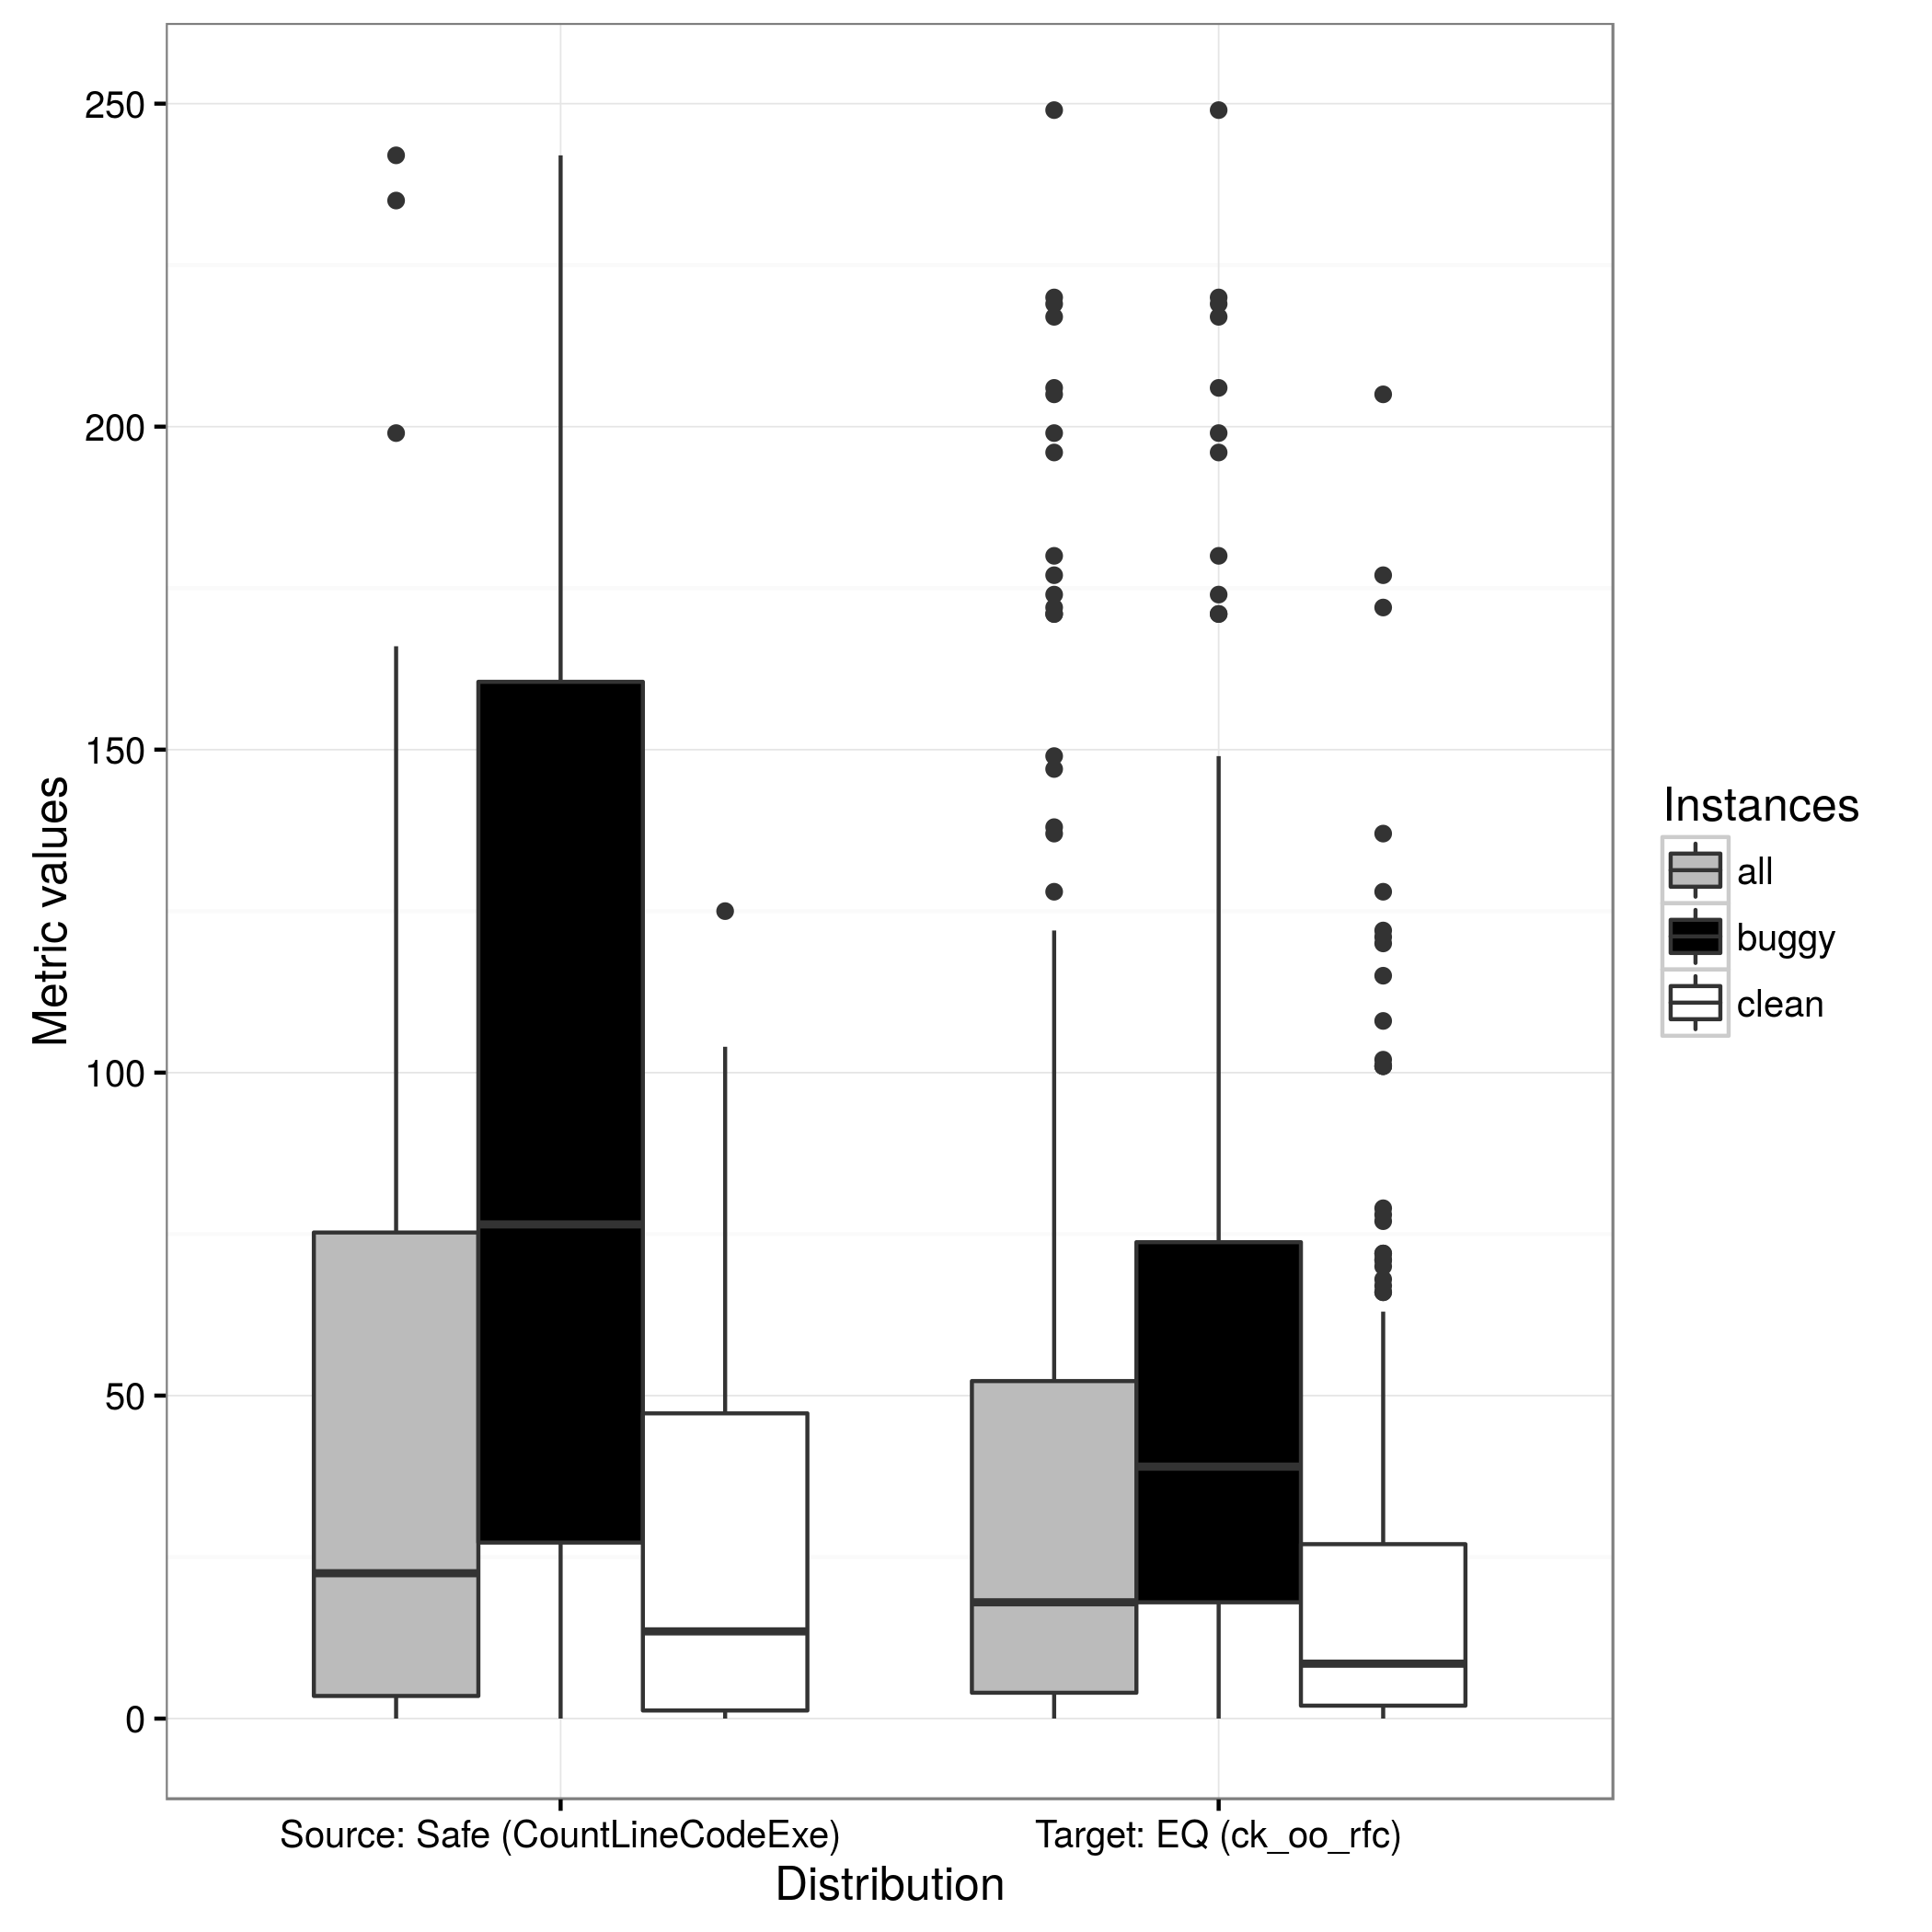 250
200
150
100
50
0
Metric values
Source: Safe (CountLineCodeExe)
Target: EQ (ck_oo_rfc)
Distribution
Instances
all
buggy
clean